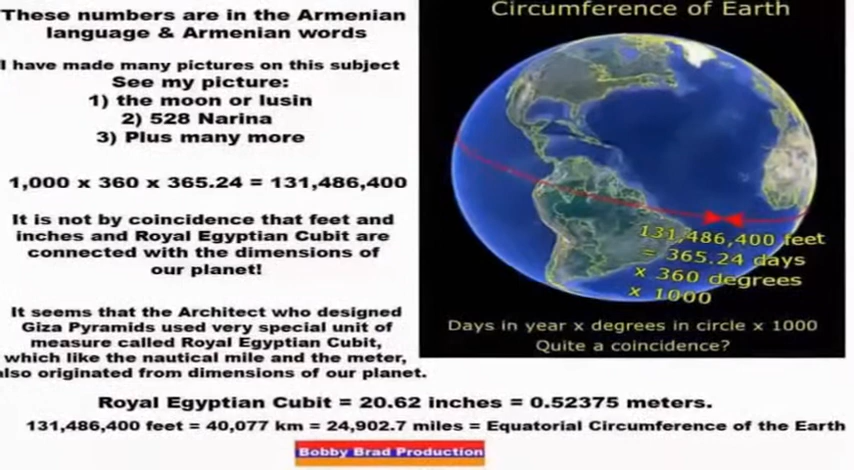 These numbers are in the Armenian
language & Armenian words
I have made many pictures on this subject
See my picture:
1) the moon or lusin
2) 528 Narina
3) Plus many more
1,000 x 360 x 365.24 = 131,486,400
It is not by coincidence that feet and
inches and Royal Egyptian Cubit are
connected with the dimensions of
our planet!
It seems that the Architect who designed
Giza Pyramids used very special unit of
measure called Royal Egyptian Cubit,
which like the nautical mile and the meter,
also originated from dimensions of our planet.
Circumference of Earth
131,486,400 feet
= 365.24 days
x 360 degrees
x 1000
Days in year x degrees in circle x 1000
Quite a coincidence?
Royal Egyptian Cubit = 20.62 inches = 0.52375 meters.
131,486,400 feet = 40,077 km = 24,902.7 miles = Equatorial Circumference of the Earth
Bobby Brad Production